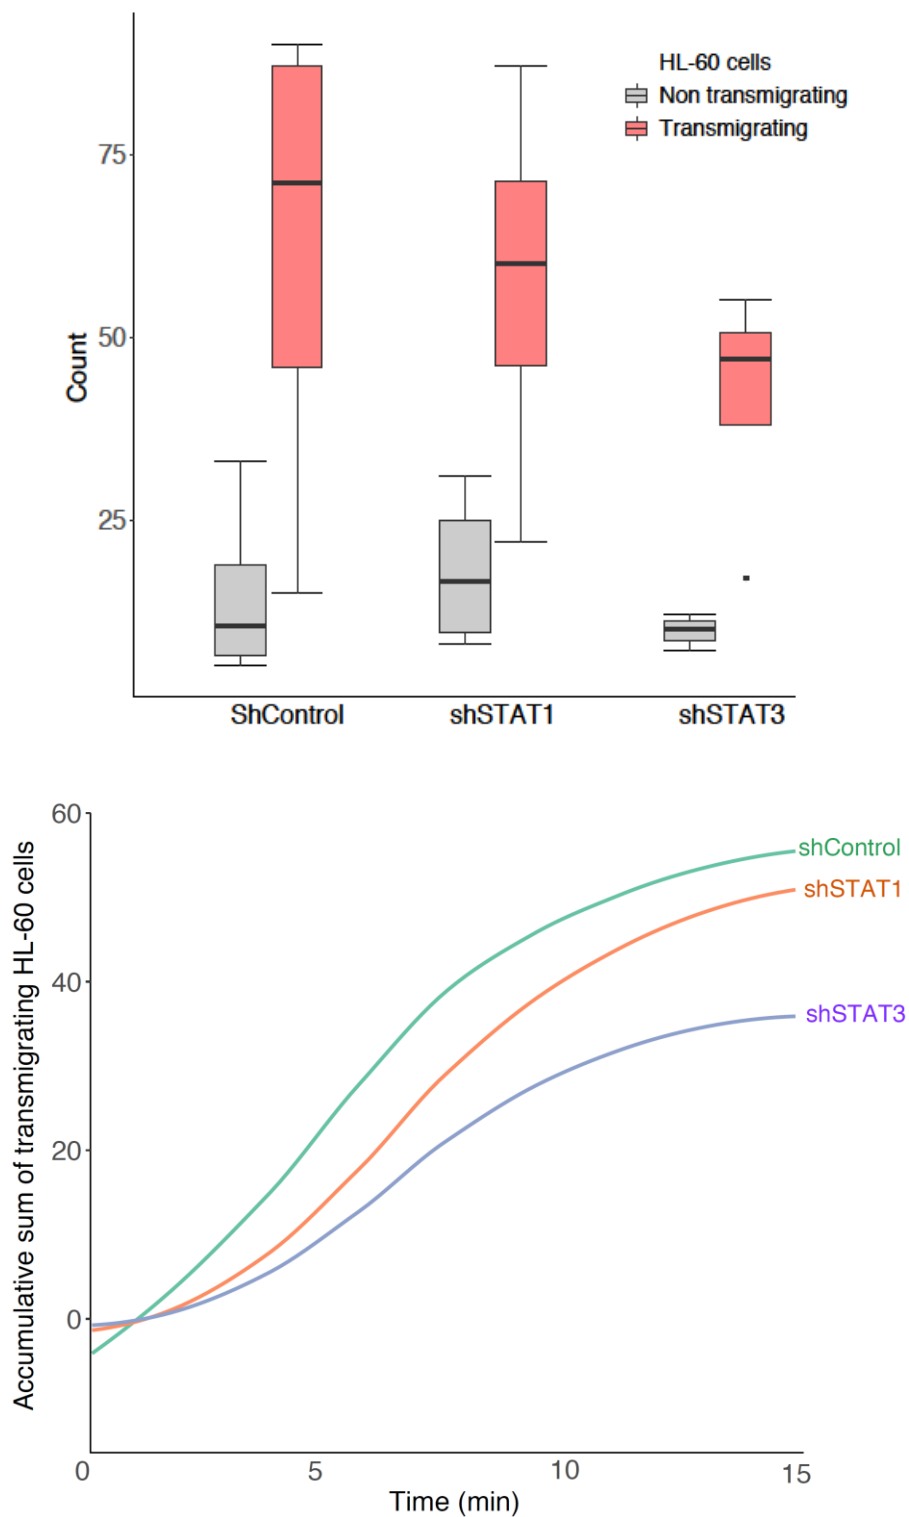 HL-60 cells
Non transmigrating
Transmigrating
75
50
25
Count
ShControl shSTAT1 shSTAT3
60
40
20
0
Accumulative sum of transmigrating HL-60 cells
shControl
shSTAT1
shSTAT3
0 5 10 15
Time (min)